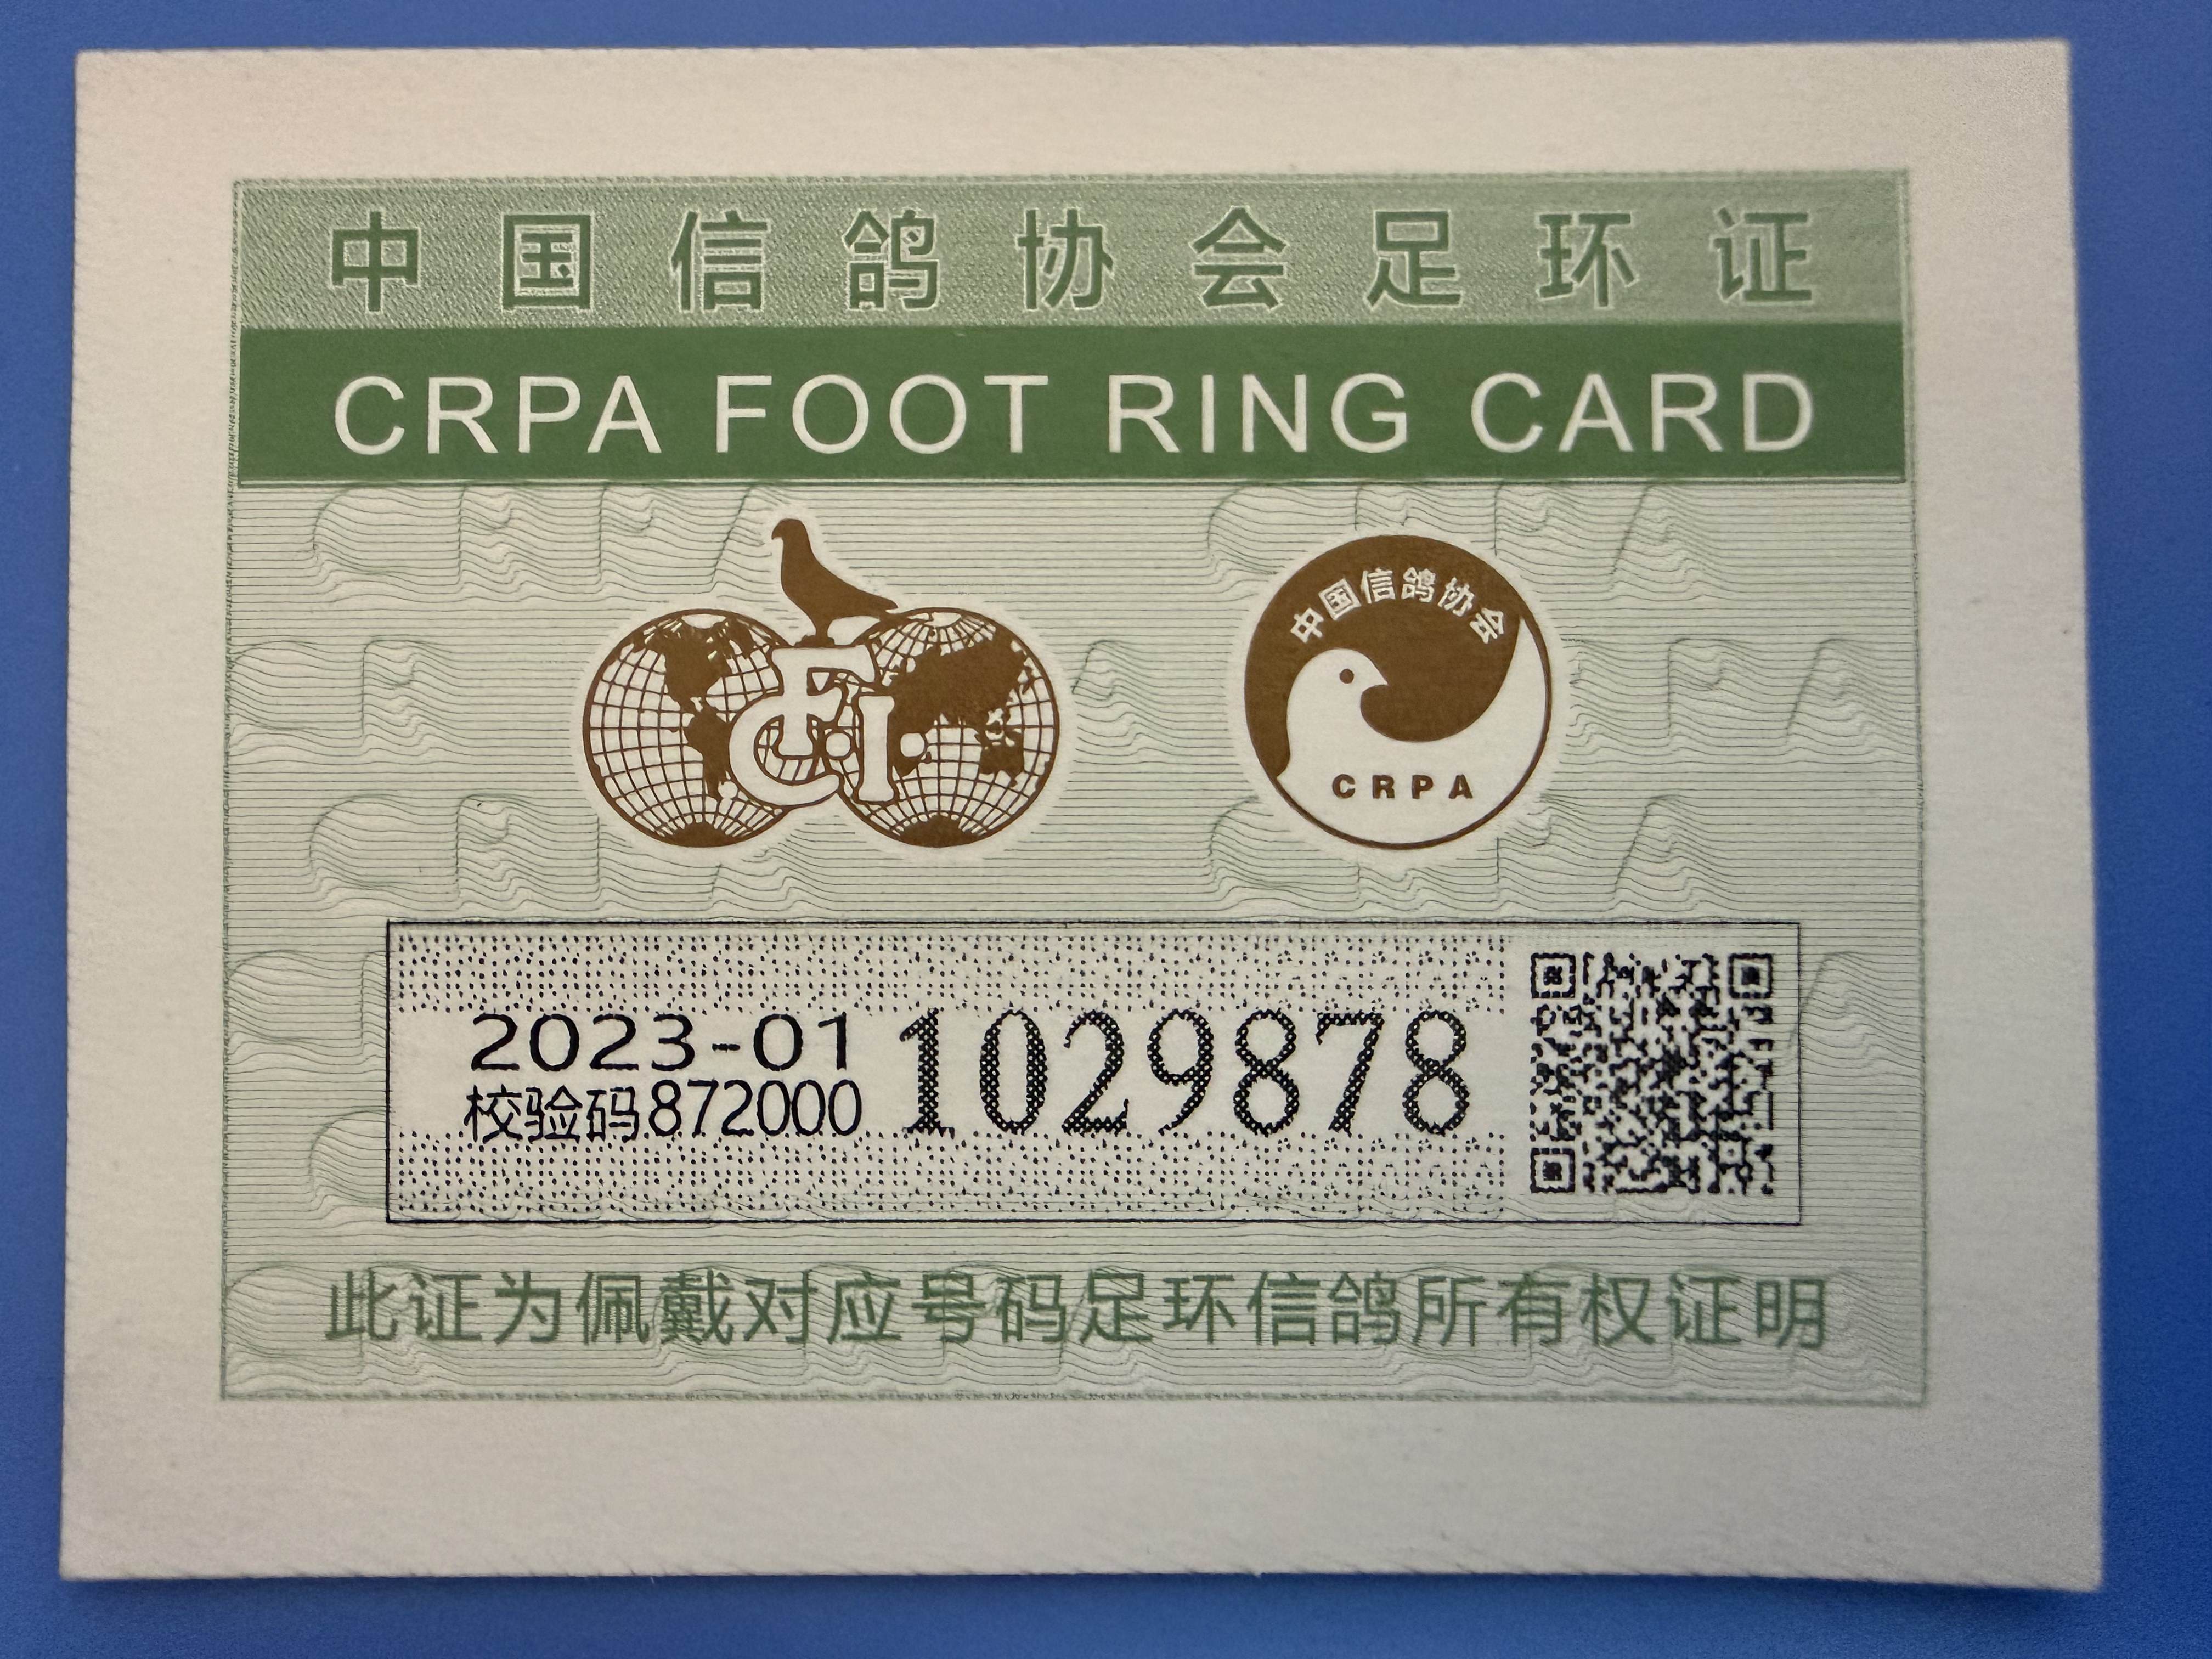 中国信鸽协会足环证
CRPA FOOT RING CARD
F.C.I.
中国信鸽协会
CRPA
2023-01
校验码872000
1029878
此证为佩戴对应号码足环信鸽所有权证明